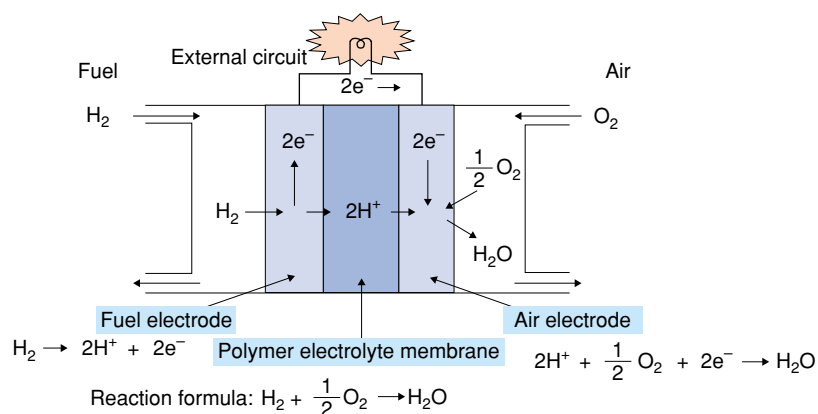 External circuit
Fuel
Air
2e⁻
H₂
O₂
2e⁻
2e⁻
1/2 O₂
H₂
2H⁺
H₂O
Fuel electrode
Air electrode
H₂ → 2H⁺ + 2e⁻
Polymer electrolyte membrane
2H⁺ + 1/2 O₂ + 2e⁻ → H₂O
Reaction formula: H₂ + 1/2 O₂ → H₂O